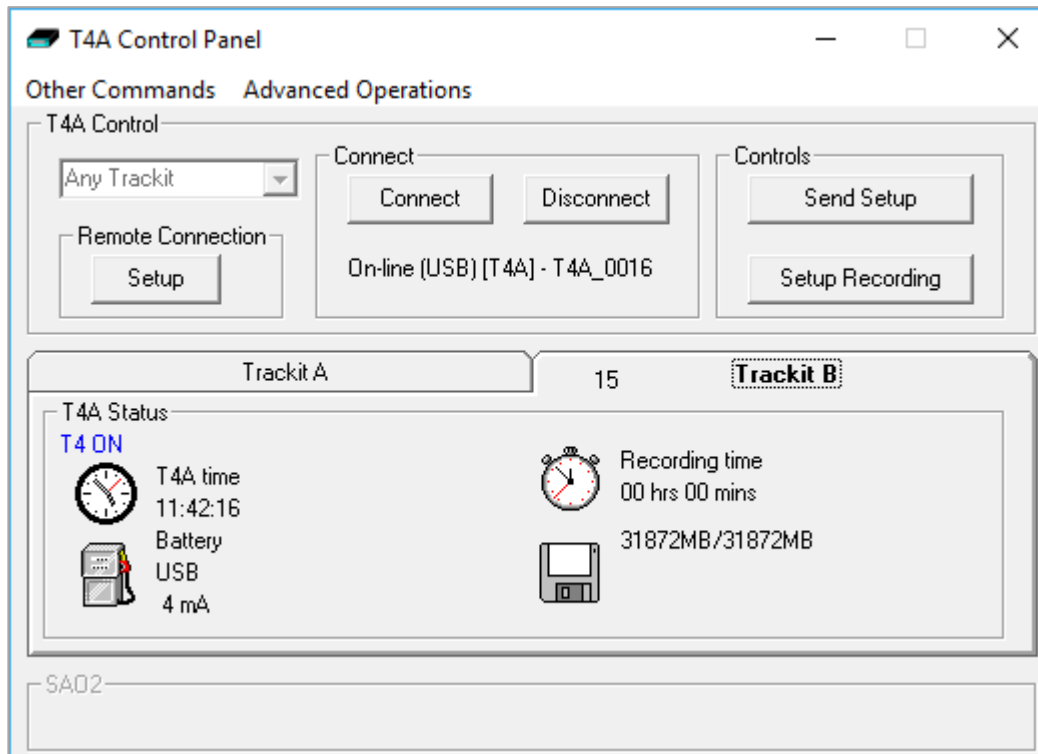 T4A Control Panel
Other Commands Advanced Operations
T4A Control
Any Trackit
Remote Connection
Setup
Connect
Connect Disconnect
On-line (USB) [T4A] - T4A_0016
Controls
Send Setup
Setup Recording
Trackit A
15 Trackit B
T4A Status
T4 ON
T4A time
11:42:16
Battery
USB
4 mA
Recording time
00 hrs 00 mins
31872MB/31872MB
SAO2